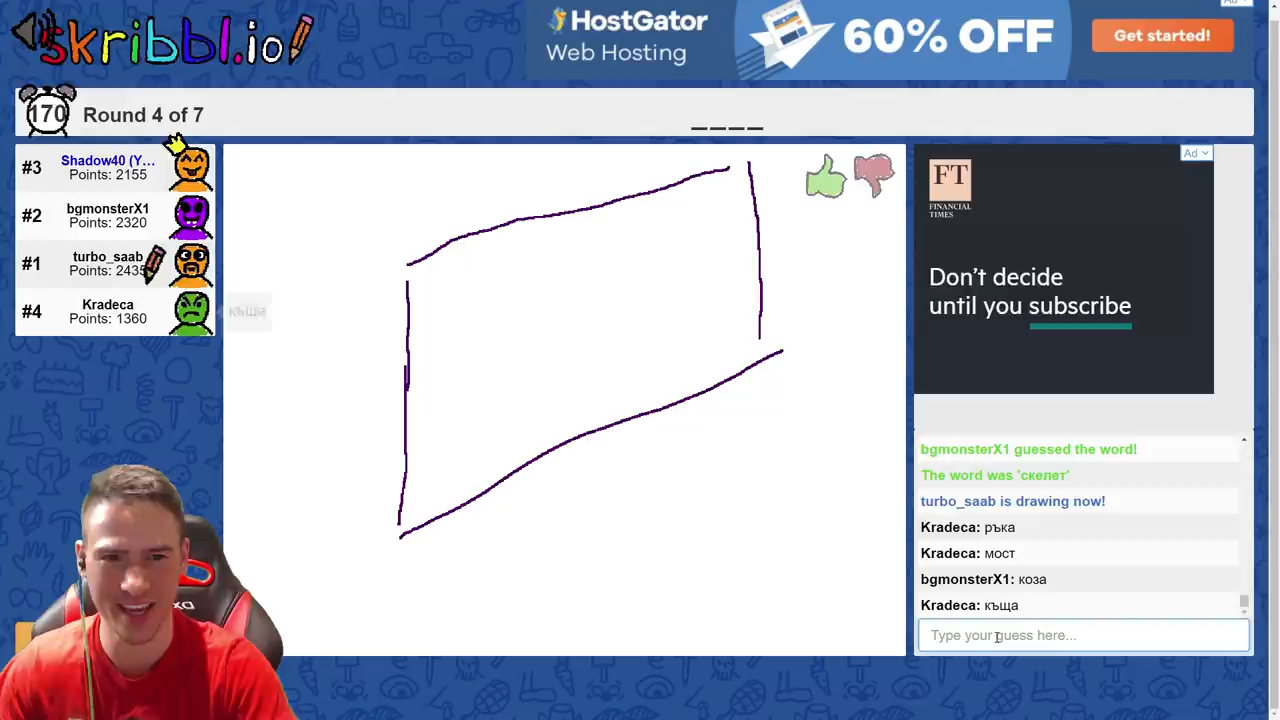 skribbl.io
HostGator
Web Hosting
60% OFF
Get started!
170
Round 4 of 7
____
#3
Shadow40 (Y...
Points: 2155
#2
bgmonsterX1
Points: 2320
#1
turbo_saab
Points: 2435
#4
Kradeca
Points: 1360
къща
Ad
FT
FINANCIAL
TIMES
Don't decide
until you subscribe
bgmonsterX1 guessed the word!
The word was 'скелет'
turbo_saab is drawing now!
Kradeca: ръка
Kradeca: мост
bgmonsterX1: коза
Kradeca: къща
Type your guess here...